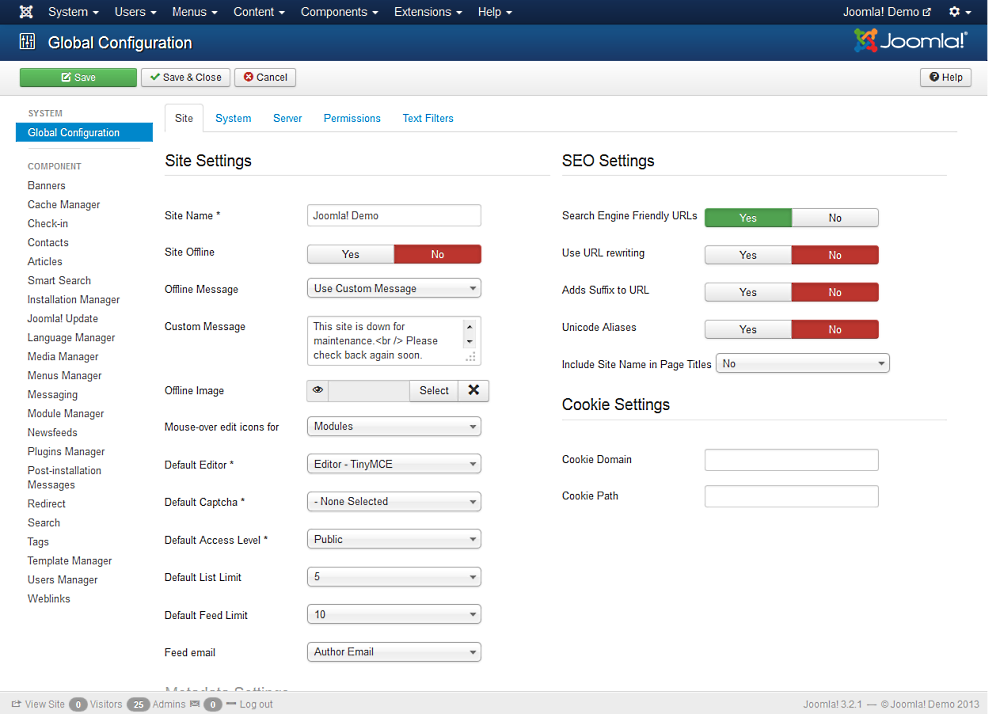 System Users Menus Content Components Extensions Help Joomla! Demo
Global Configuration Joomla!®
Save Save & Close Cancel Help
SYSTEM
Global Configuration
COMPONENT
Banners
Cache Manager
Check-in
Contacts
Articles
Smart Search
Installation Manager
Joomla! Update
Language Manager
Media Manager
Menus Manager
Messaging
Module Manager
Newsfeeds
Plugins Manager
Post-installation
Messages
Redirect
Search
Tags
Template Manager
Users Manager
Weblinks
Site System Server Permissions Text Filters
Site Settings
Site Name * Joomla! Demo
Site Offline Yes No
Offline Message Use Custom Message
Custom Message This site is down for
maintenance.<br /> Please
check back again soon.
Offline Image Select
Mouse-over edit icons for Modules
Default Editor * Editor - TinyMCE
Default Captcha * - None Selected
Default Access Level * Public
Default List Limit 5
Default Feed Limit 10
Feed email Author Email
Metadata Settings
SEO Settings
Search Engine Friendly URLs Yes No
Use URL rewriting Yes No
Adds Suffix to URL Yes No
Unicode Aliases Yes No
Include Site Name in Page Titles No
Cookie Settings
Cookie Domain
Cookie Path
View Site 0 Visitors 25 Admins 0 Log out Joomla! 3.2.1 — © Joomla! Demo 2013